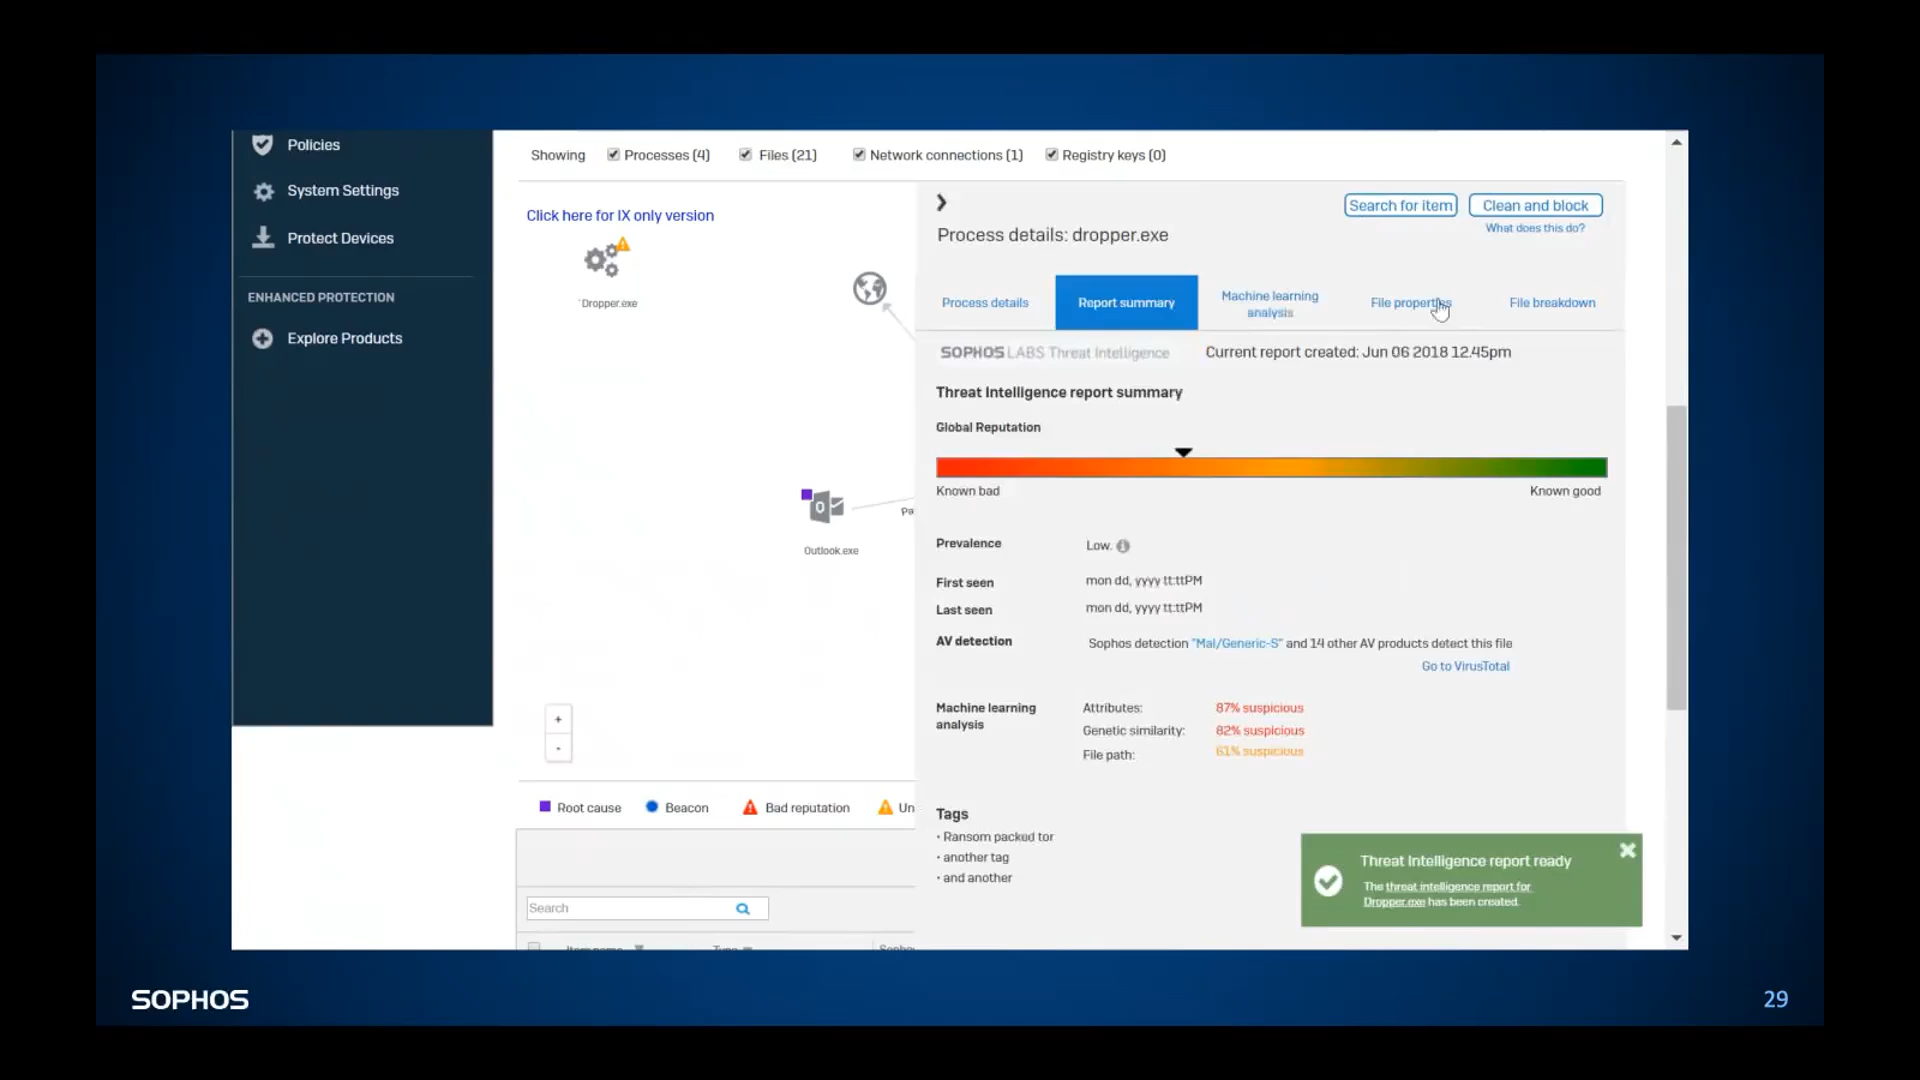 Policies
System Settings
Protect Devices
ENHANCED PROTECTION
Explore Products
Showing Processes (4) Files (21) Network connections (1) Registry keys (0)
Click here for IX only version
Dropper.exe
Outlook.exe
Pa
+
-
Root cause Beacon Bad reputation Un
Search
Item name Type Sopho
Search for item Clean and block
What does this do?
Process details: dropper.exe
Process details Report summary Machine learning analysis File properties File breakdown
SOPHOS LABS Threat Intelligence Current report created: Jun 06 2018 12.45pm
Threat Intelligence report summary
Global Reputation
Known bad Known good
Prevalence Low.
First seen mon dd, yyyy tt:ttPM
Last seen mon dd, yyyy tt:ttPM
AV detection Sophos detection "Mal/Generic-S" and 14 other AV products detect this file
Go to VirusTotal
Machine learning analysis
Attributes: 87% suspicious
Genetic similarity: 82% suspicious
File path: 61% suspicious
Tags
• Ransom packed tor
• another tag
• and another
Threat Intelligence report ready
The threat intelligence report for
Dropper.exe has been created.
SOPHOS
29